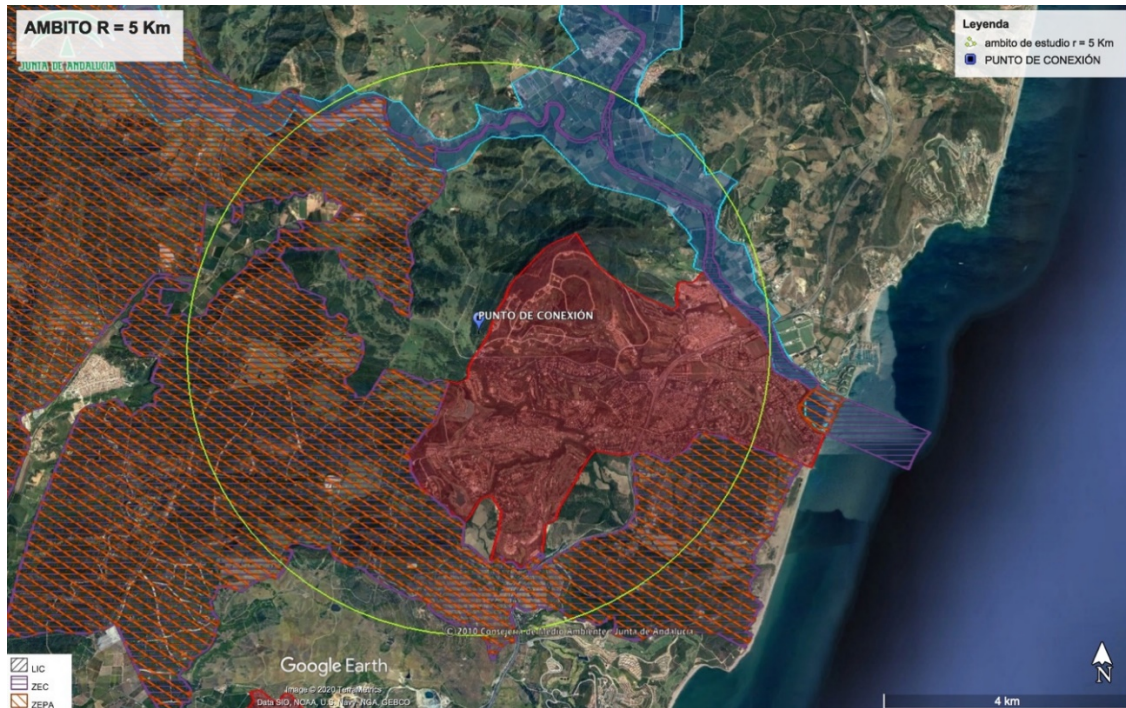 AMBITO R = 5 Km
JUNTA DE ANDALUCIA
Leyenda
ambito de estudio r = 5 Km
PUNTO DE CONEXIÓN
PUNTO DE CONEXIÓN
© 2010 Consejería de Medio Ambiente. Junta de Andalucía
Google Earth
Image © 2020 TerraMetrics
Data SIO, NOAA, U.S. Navy, NGA, GEBCO
LIC
ZEC
ZEPA
N
4 km